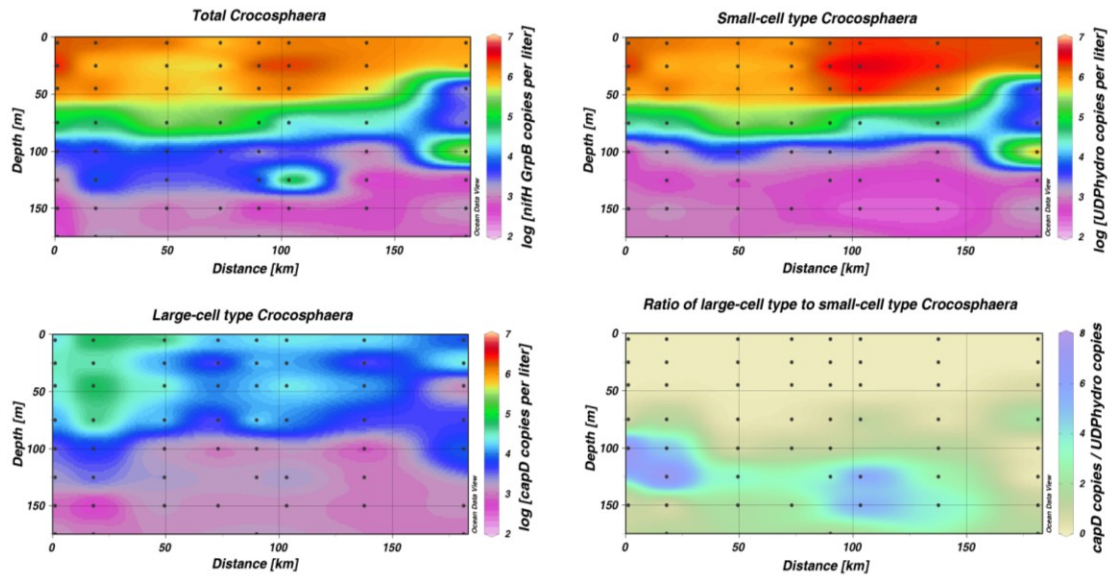 Total Crocosphaera
0
50
100
150
Depth [m]
0
50
100
150
Distance [km]
Ocean Data View
7
6
5
4
3
2
log [nifH GrpB copies per liter]
Small-cell type Crocosphaera
0
50
100
150
Depth [m]
0
50
100
150
Distance [km]
Ocean Data View
7
6
5
4
3
2
log [UDPhydro copies per liter]
Large-cell type Crocosphaera
0
50
100
150
Depth [m]
0
50
100
150
Distance [km]
Ocean Data View
7
6
5
4
3
2
log [capD copies per liter]
Ratio of large-cell type to small-cell type Crocosphaera
0
50
100
150
Depth [m]
0
50
100
150
Distance [km]
Ocean Data View
8
6
4
2
0
capD copies / UDPhydro copies